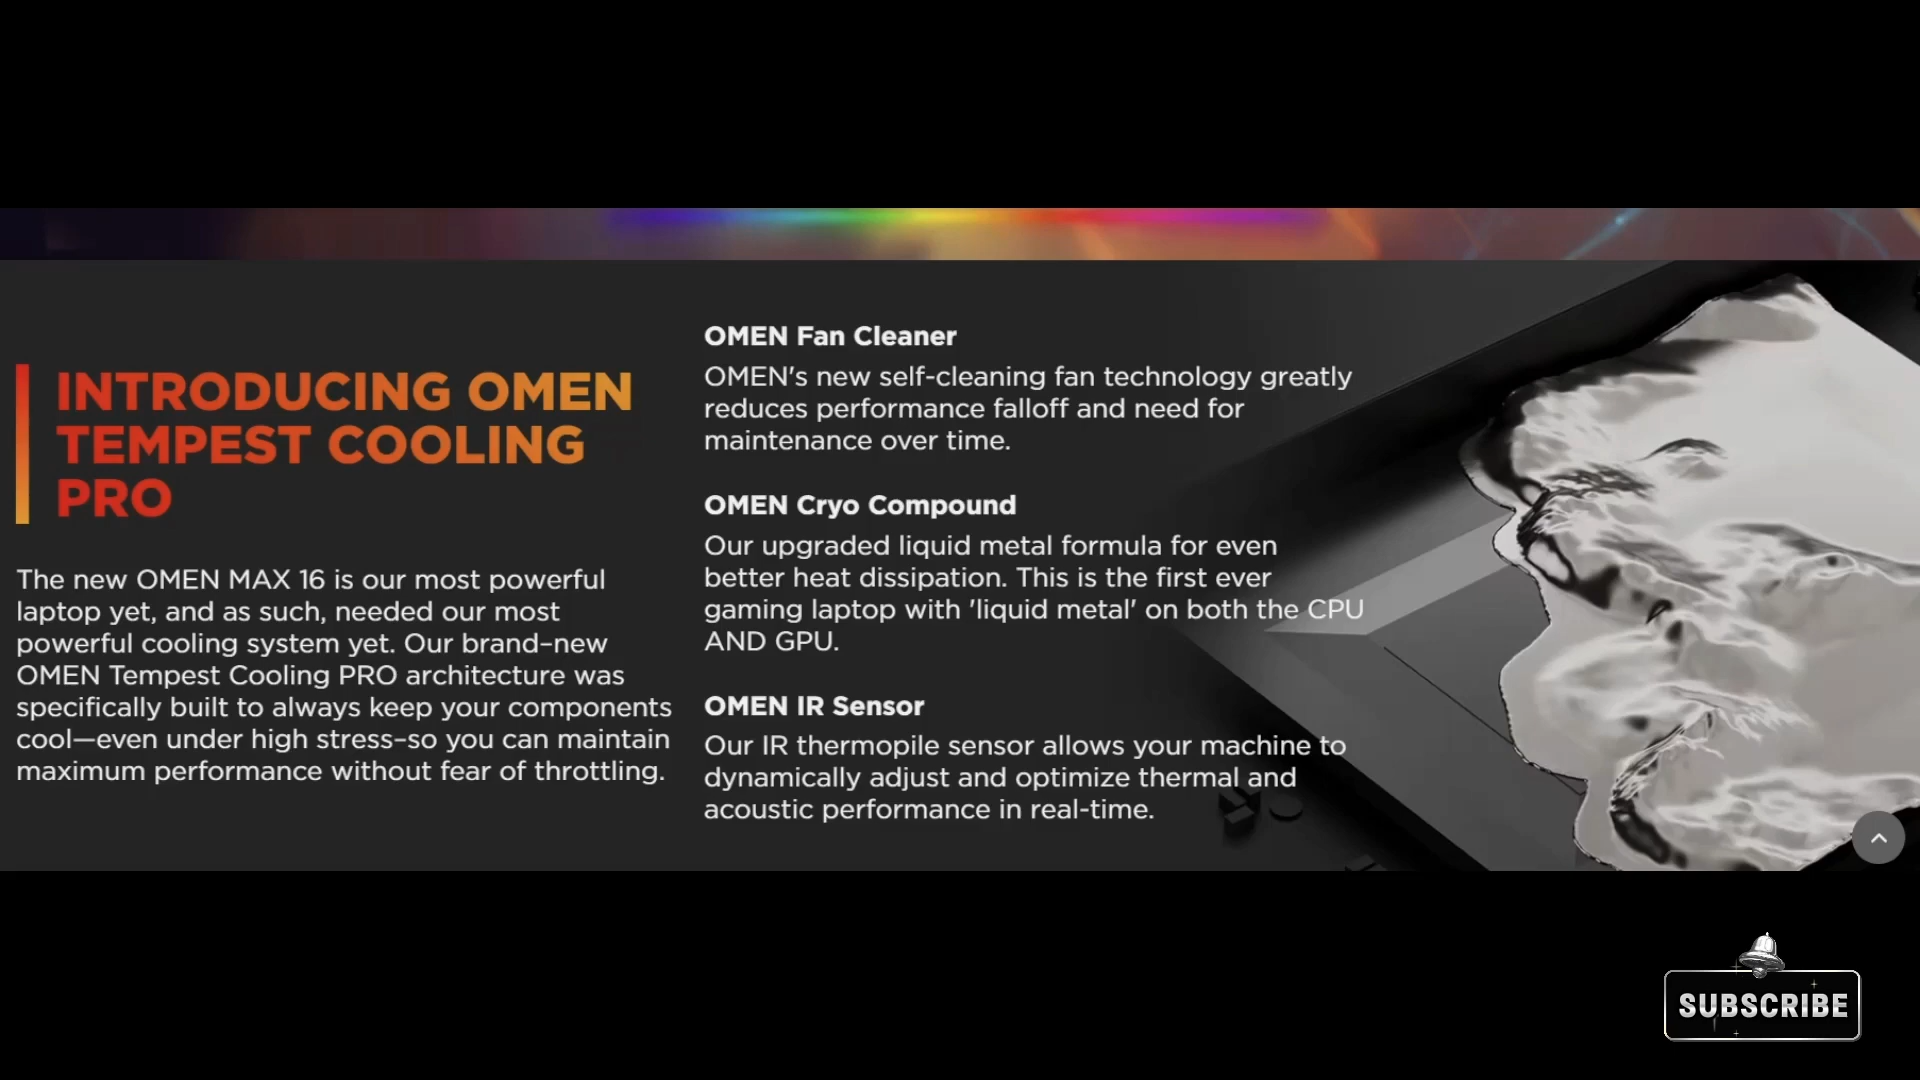 INTRODUCING OMEN
TEMPEST COOLING
PRO
The new OMEN MAX 16 is our most powerful
laptop yet, and as such, needed our most
powerful cooling system yet. Our brand–new
OMEN Tempest Cooling PRO architecture was
specifically built to always keep your components
cool—even under high stress–so you can maintain
maximum performance without fear of throttling.
OMEN Fan Cleaner
OMEN's new self-cleaning fan technology greatly
reduces performance falloff and need for
maintenance over time.
OMEN Cryo Compound
Our upgraded liquid metal formula for even
better heat dissipation. This is the first ever
gaming laptop with 'liquid metal' on both the CPU
AND GPU.
OMEN IR Sensor
Our IR thermopile sensor allows your machine to
dynamically adjust and optimize thermal and
acoustic performance in real-time.
SUBSCRIBE